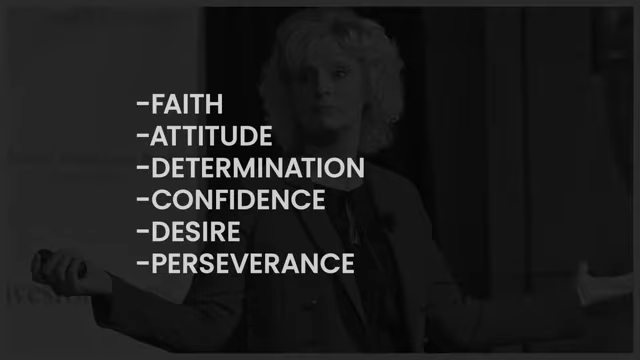 -FAITH
-ATTITUDE
-DETERMINATION
-CONFIDENCE
-DESIRE
-PERSEVERANCE